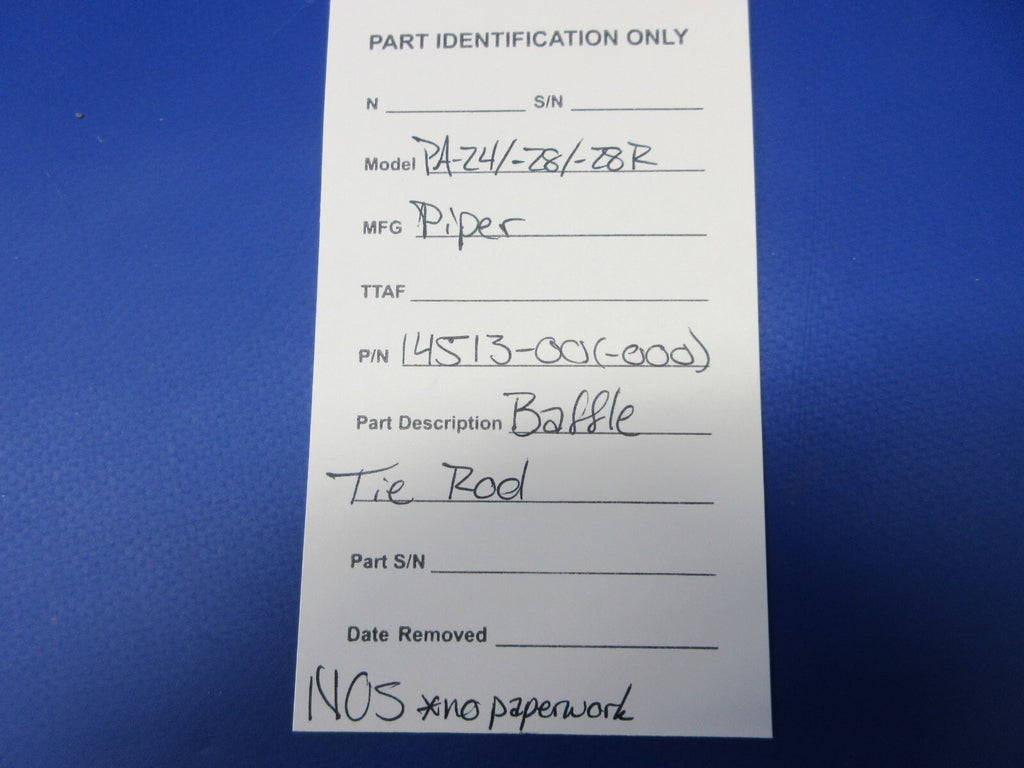 PART IDENTIFICATION ONLY
N S/N
Model PA-24/-28/-28R
MFG Piper
TTAF
P/N 14513-00(-000)
Part Description Baffle
Tie Rod
Part S/N
Date Removed
NOS *no paperwork